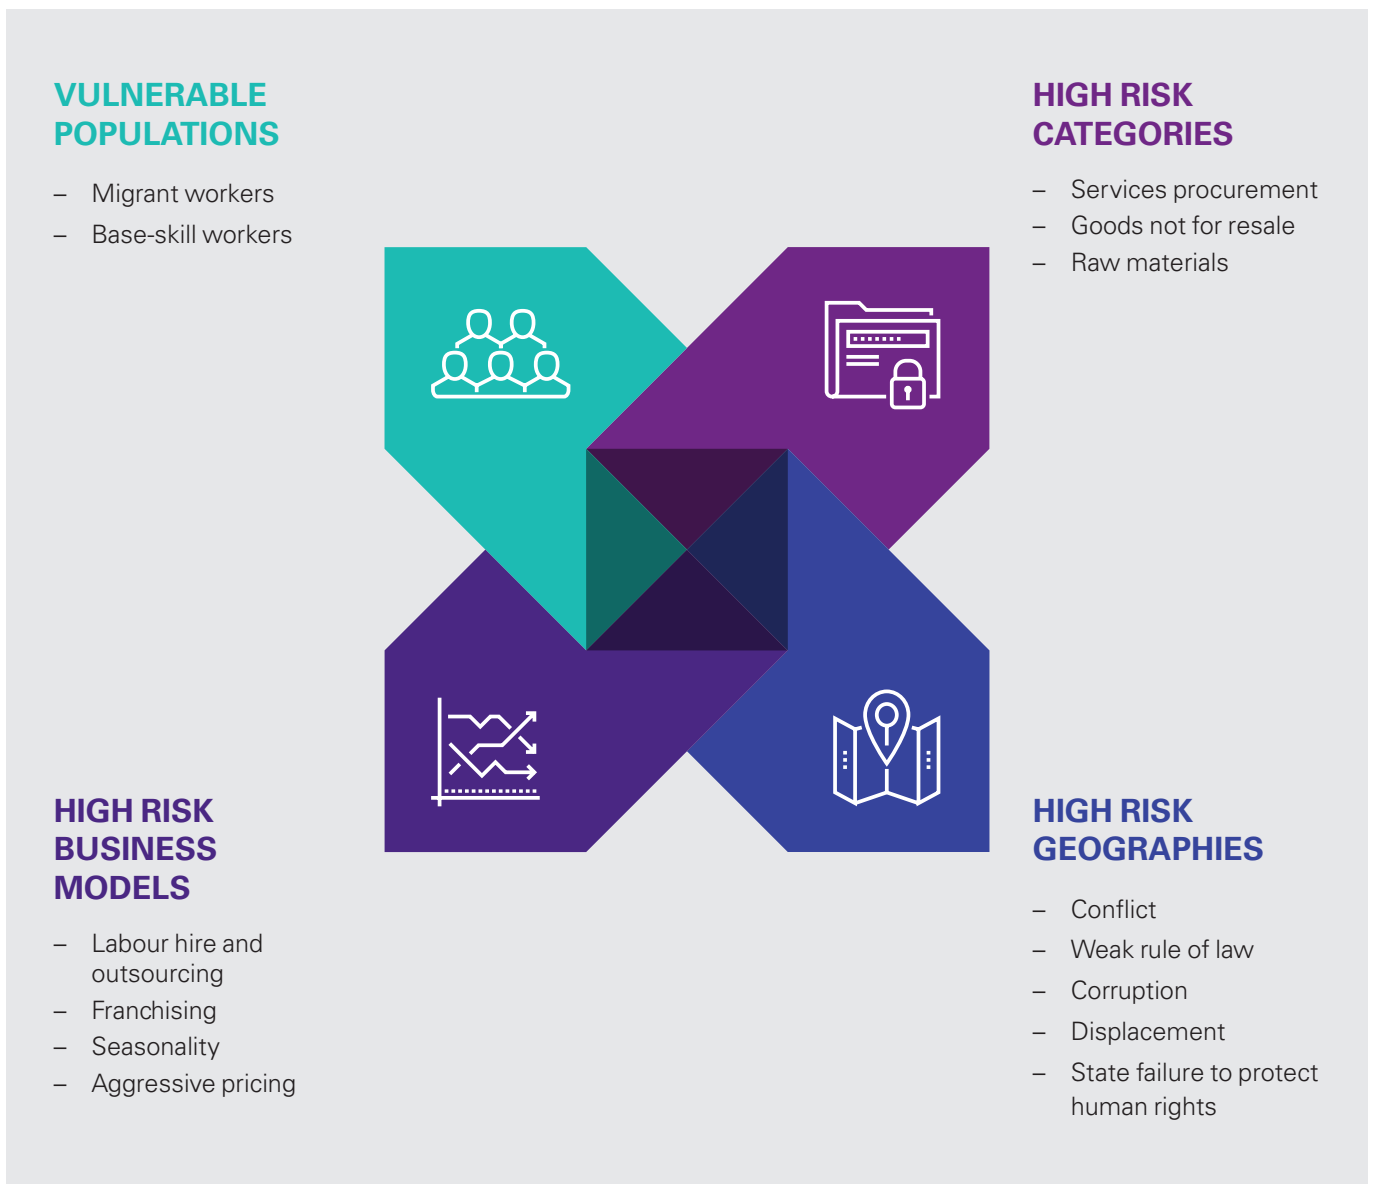 VULNERABLE
POPULATIONS
– Migrant workers
– Base-skill workers
HIGH RISK
CATEGORIES
– Services procurement
– Goods not for resale
– Raw materials
HIGH RISK
BUSINESS
MODELS
– Labour hire and
outsourcing
– Franchising
– Seasonality
– Aggressive pricing
HIGH RISK
GEOGRAPHIES
– Conflict
– Weak rule of law
– Corruption
– Displacement
– State failure to protect
human rights